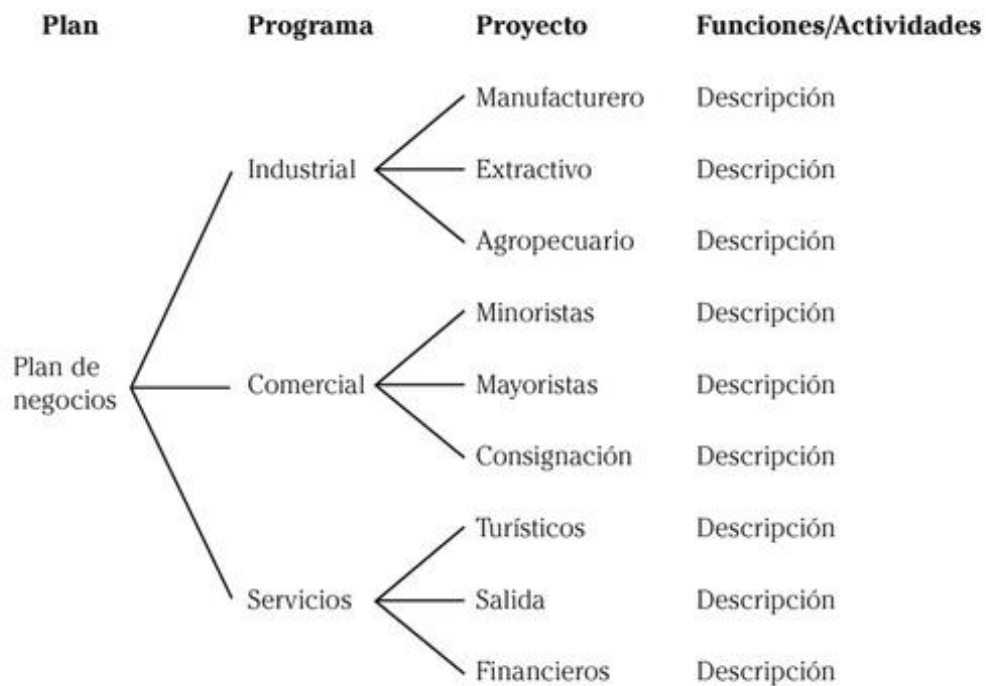 Plan Programa Proyecto Funciones/Actividades
Manufacturero Descripción
Industrial Extractivo Descripción
Agropecuario Descripción
Minoristas Descripción
Plan de
negocios Comercial Mayoristas Descripción
Consignación Descripción
Turísticos Descripción
Servicios Salida Descripción
Financieros Descripción